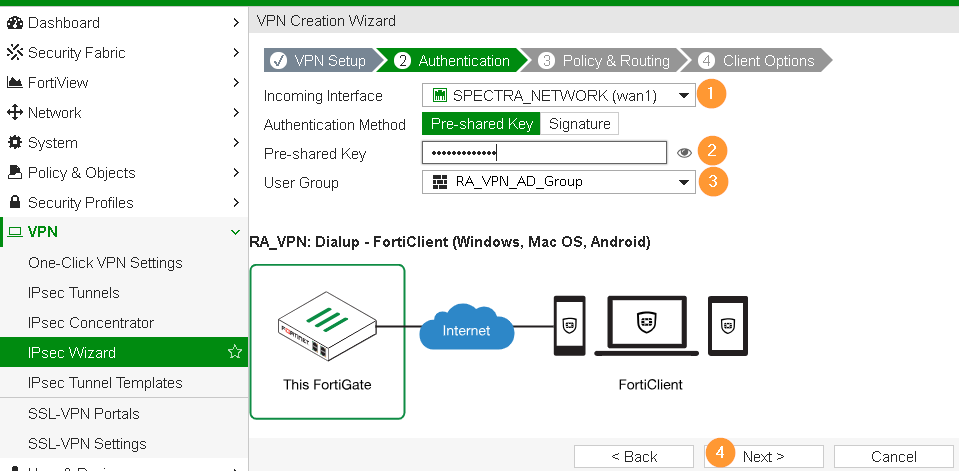 VPN Creation Wizard
Dashboard
Security Fabric
FortiView
Network
System
Policy & Objects
Security Profiles
VPN
One-Click VPN Settings
IPsec Tunnels
IPsec Concentrator
IPsec Wizard
IPsec Tunnel Templates
SSL-VPN Portals
SSL-VPN Settings
VPN Setup 2 Authentication 3 Policy & Routing 4 Client Options
Incoming Interface SPECTRA_NETWORK (wan1) 1
Authentication Method Pre-shared Key Signature
Pre-shared Key ••••••••••••• 2
User Group RA_VPN_AD_Group 3
RA_VPN: Dialup - FortiClient (Windows, Mac OS, Android)
FORTINET
Internet
This FortiGate
FortiClient
< Back 4 Next > Cancel